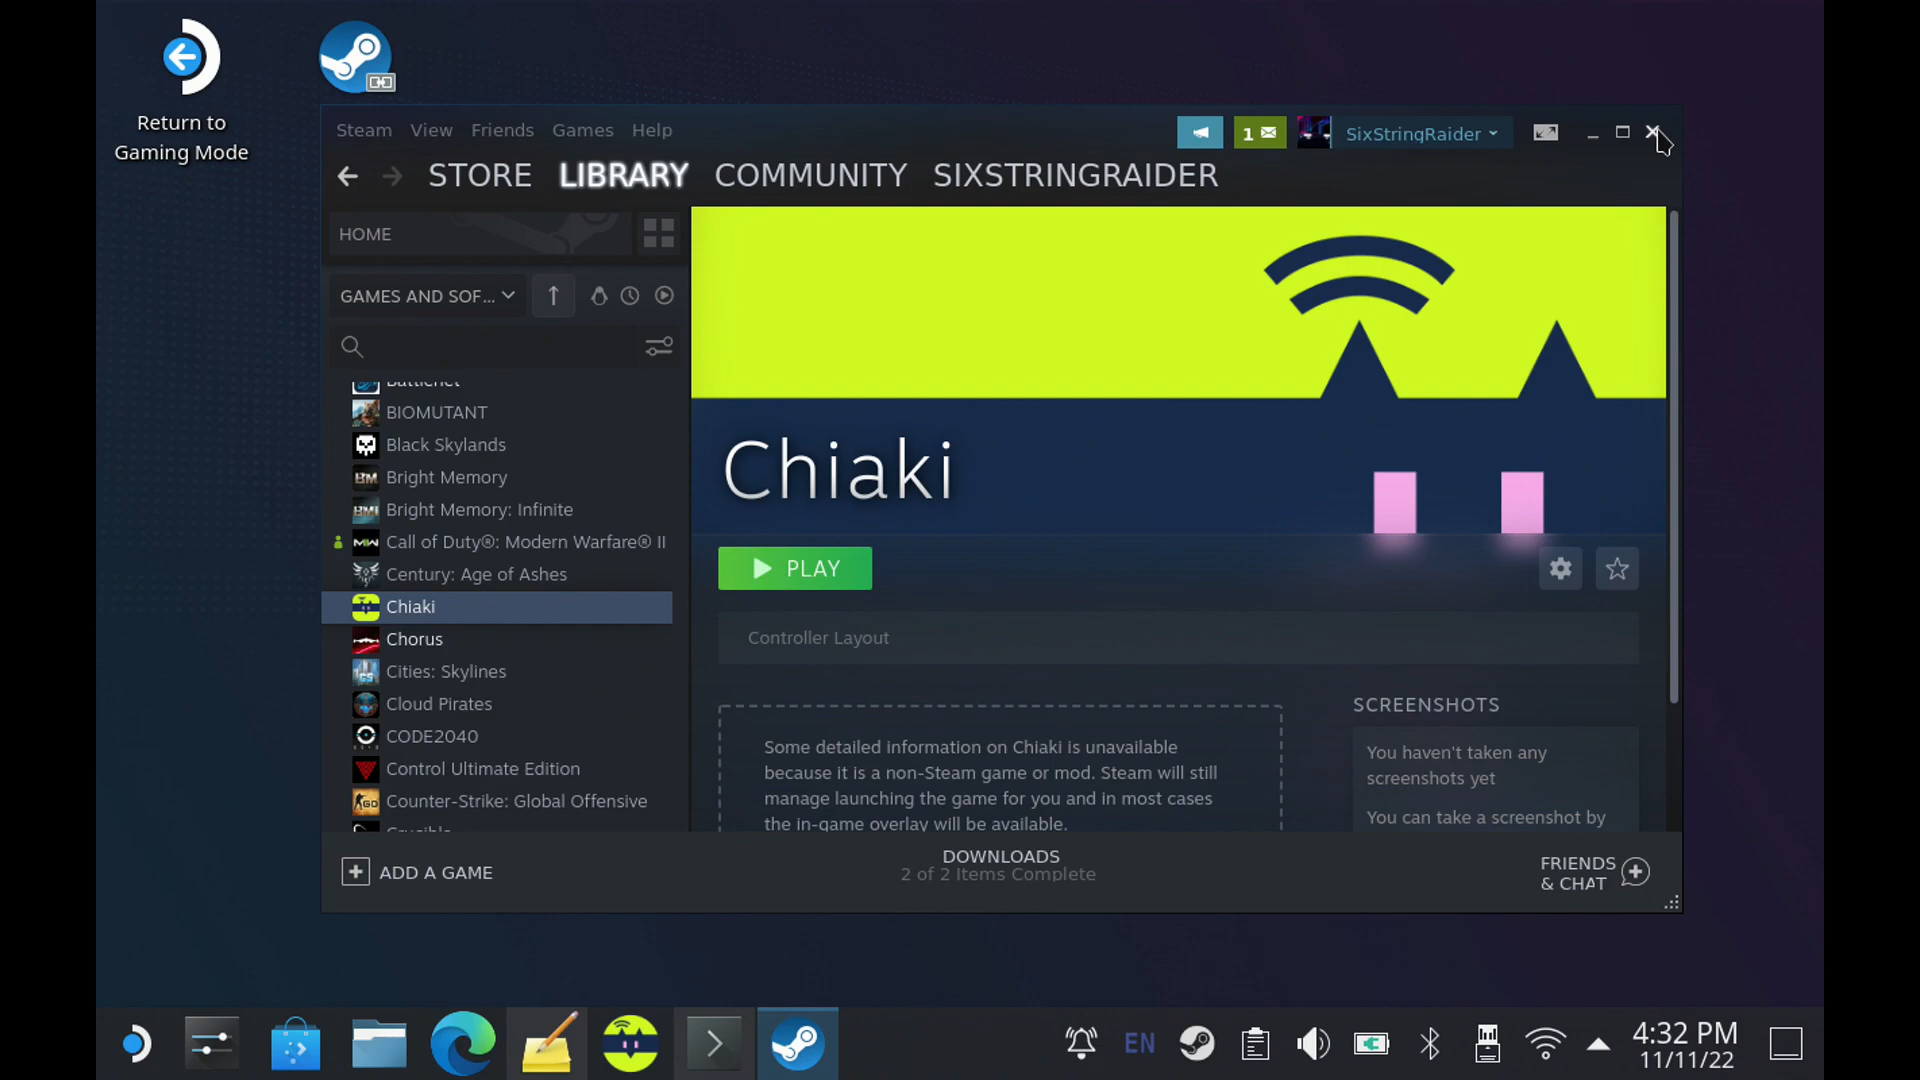 Return to
Gaming Mode
Steam View Friends Games Help
1
SixStringRaider
STORE LIBRARY COMMUNITY SIXSTRINGRAIDER
HOME
GAMES AND SOF...
BIOMUTANT
Black Skylands
Bright Memory
Bright Memory: Infinite
Call of Duty®: Modern Warfare® II
Century: Age of Ashes
Chiaki
Chorus
Cities: Skylines
Cloud Pirates
CODE2040
Control Ultimate Edition
Counter-Strike: Global Offensive
Chiaki
PLAY
Controller Layout
Some detailed information on Chiaki is unavailable
because it is a non-Steam game or mod. Steam will still
manage launching the game for you and in most cases
the in-game overlay will be available.
SCREENSHOTS
You haven't taken any
screenshots yet
You can take a screenshot by
ADD A GAME
DOWNLOADS
2 of 2 Items Complete
FRIENDS
& CHAT
EN
4:32 PM
11/11/22